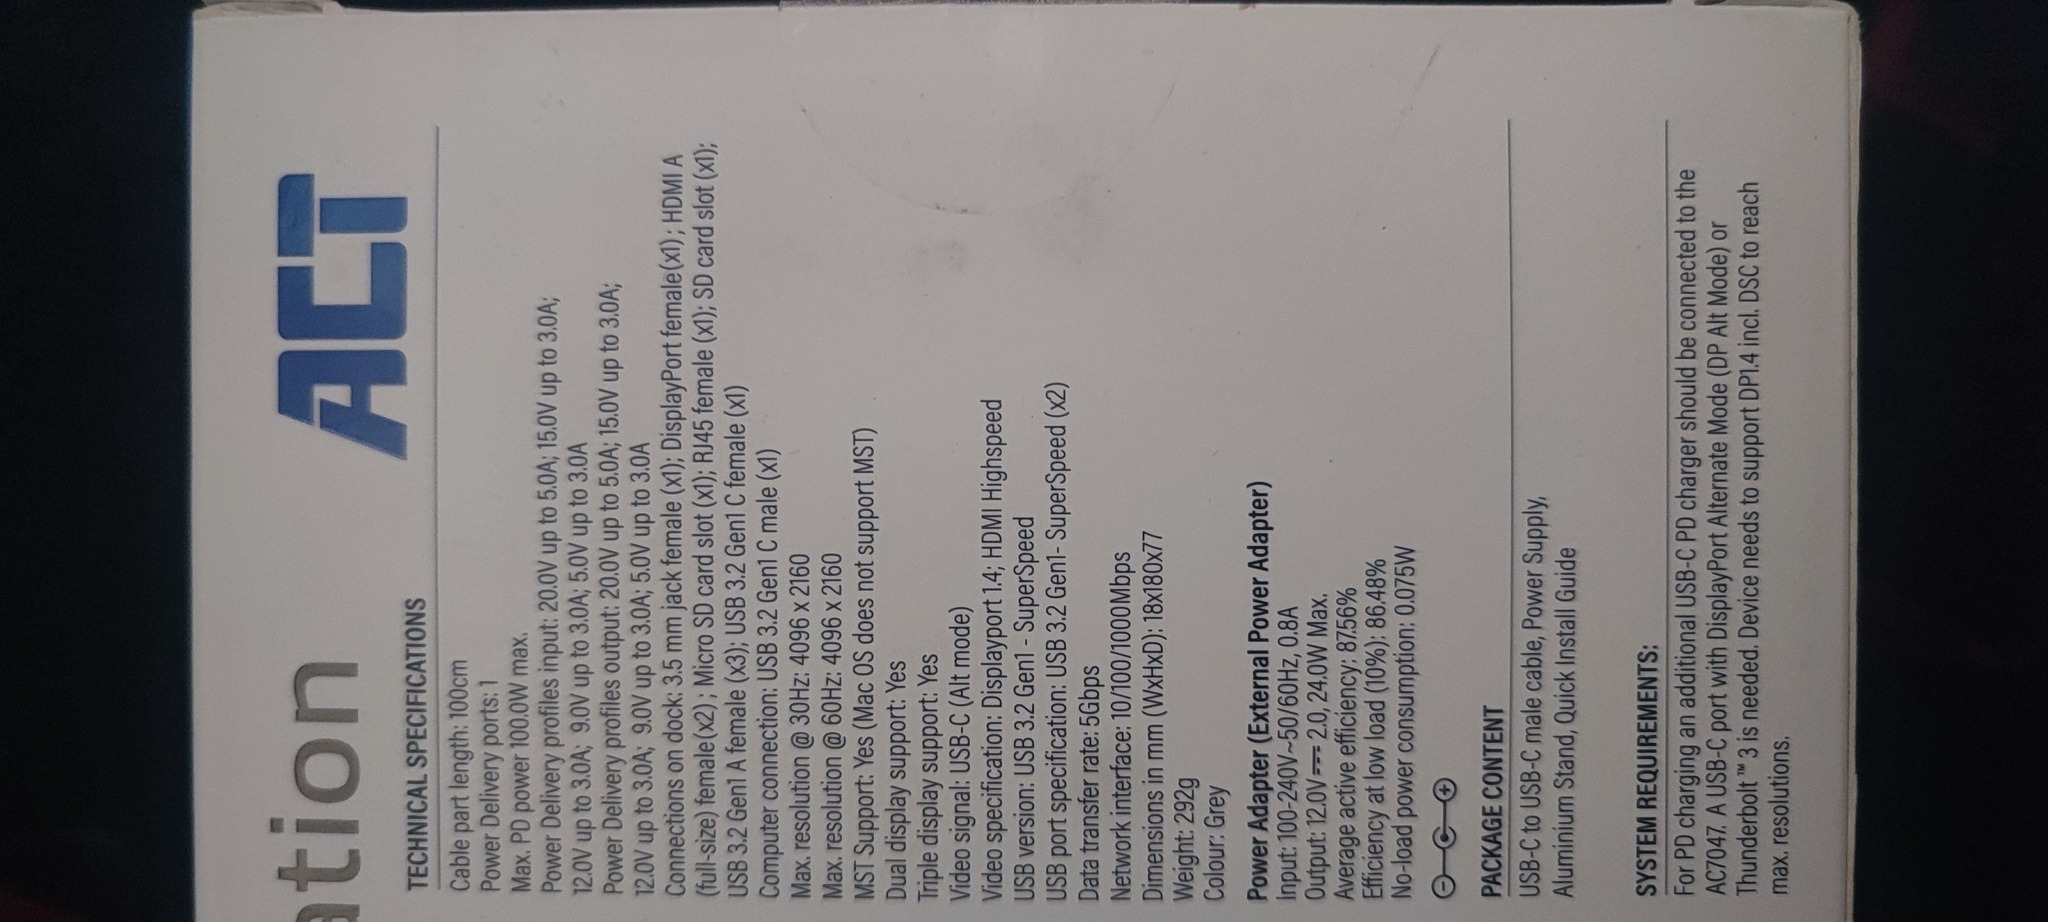 ation
ACT
TECHNICAL SPECIFICATIONS
Cable part length: 100cm
Power Delivery ports: 1
Max. PD power 100.0W max.
Power Delivery profiles input: 20.0V up to 5.0A; 15.0V up to 3.0A;
12.0V up to 3.0A; 9.0V up to 3.0A; 5.0V up to 3.0A
Power Delivery profiles output: 20.0V up to 5.0A; 15.0V up to 3.0A;
12.0V up to 3.0A; 9.0V up to 3.0A; 5.0V up to 3.0A
Connections on dock: 3.5 mm jack female (x1); DisplayPort female(x1) ; HDMI A
(full-size) female(x2) ; Micro SD card slot (x1); RJ45 female (x1); SD card slot (x1);
USB 3.2 Gen1 A female (x3); USB 3.2 Gen1 C female (x1)
Computer connection: USB 3.2 Gen1 C male (x1)
Max. resolution @ 30Hz: 4096 x 2160
Max. resolution @ 60Hz: 4096 x 2160
MST Support: Yes (Mac OS does not support MST)
Dual display support: Yes
Triple display support: Yes
Video signal: USB-C (Alt mode)
Video specification: Displayport 1.4; HDMI Highspeed
USB version: USB 3.2 Gen1 - SuperSpeed
USB port specification: USB 3.2 Gen1- SuperSpeed (x2)
Data transfer rate: 5Gbps
Network interface: 10/100/1000Mbps
Dimensions in mm (WxHxD): 18x180x77
Weight: 292g
Colour: Grey
Power Adapter (External Power Adapter)
Input: 100-240V~50/60Hz, 0.8A
Output: 12.0V⎓ 2.0, 24.0W Max.
Average active efficiency: 87.56%
Efficiency at low load (10%): 86.48%
No-load power consumption: 0.075W
PACKAGE CONTENT
USB-C to USB-C male cable, Power Supply,
Aluminium Stand, Quick Install Guide
SYSTEM REQUIREMENTS:
For PD charging an additional USB-C PD charger should be connected to the
AC7047. A USB-C port with DisplayPort Alternate Mode (DP Alt Mode) or
Thunderbolt ™ 3 is needed. Device needs to support DP1.4 incl. DSC to reach
max. resolutions.